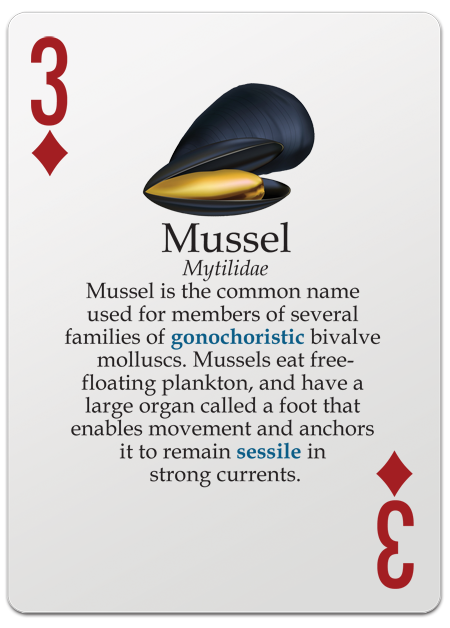 3
Mussel
Mytilidae
Mussel is the common name
used for members of several
families of gonochoristic bivalve
molluscs. Mussels eat free-
floating plankton, and have a
large organ called a foot that
enables movement and anchors
it to remain sessile in
strong currents.
3